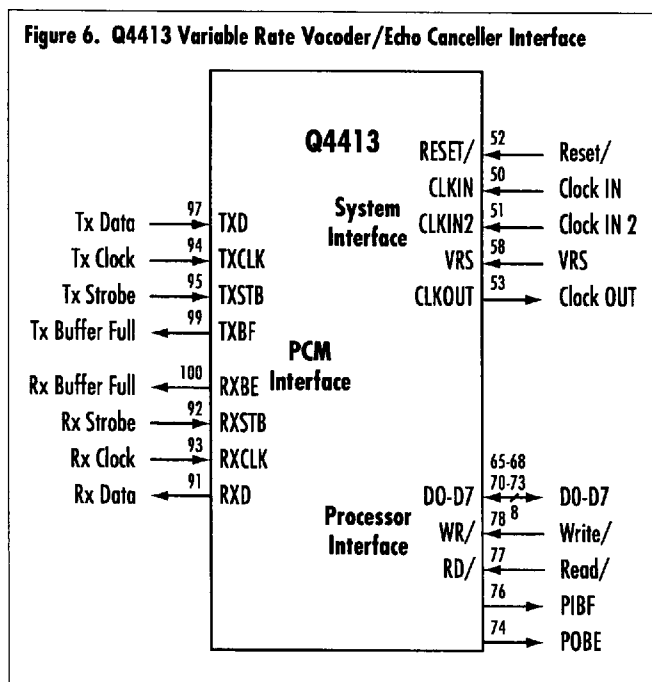 Figure 6. Q4413 Variable Rate Vocoder/Echo Canceller Interface
Q4413
RESET/ 52 Reset/
CLKIN 50 Clock IN
System
Interface
CLKIN2 51 Clock IN 2
VRS 58 VRS
CLKOUT 53 Clock OUT
Tx Data 97 TXD
Tx Clock 94 TXCLK
Tx Strobe 95 TXSTB
Tx Buffer Full 99 TXBF
PCM
Interface
Rx Buffer Full 100 RXBE
Rx Strobe 92 RXSTB
Rx Clock 93 RXCLK
Rx Data 91 RXD
65-68
70-73
D0-D7 8 D0-D7
Processor
Interface
WR/ 78 Write/
RD/ 77 Read/
76 PIBF
74 POBE